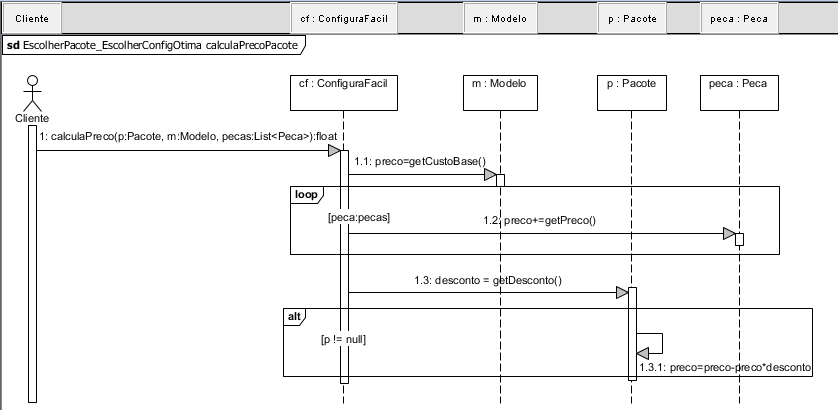 Cliente
cf : ConfiguraFacil
m : Modelo
p : Pacote
peca : Peca
sd EscolherPacote_EscolherConfigOtima calculaPrecoPacote
cf : ConfiguraFacil
m : Modelo
p : Pacote
peca : Peca
Cliente
1: calculaPreco(p:Pacote, m:Modelo, pecas:List<Peca>):float
1.1: preco=getCustoBase()
loop
[peca:pecas]
1.2: preco+=getPreco()
1.3: desconto = getDesconto()
alt
[p != null]
1.3.1: preco=preco-preco*desconto